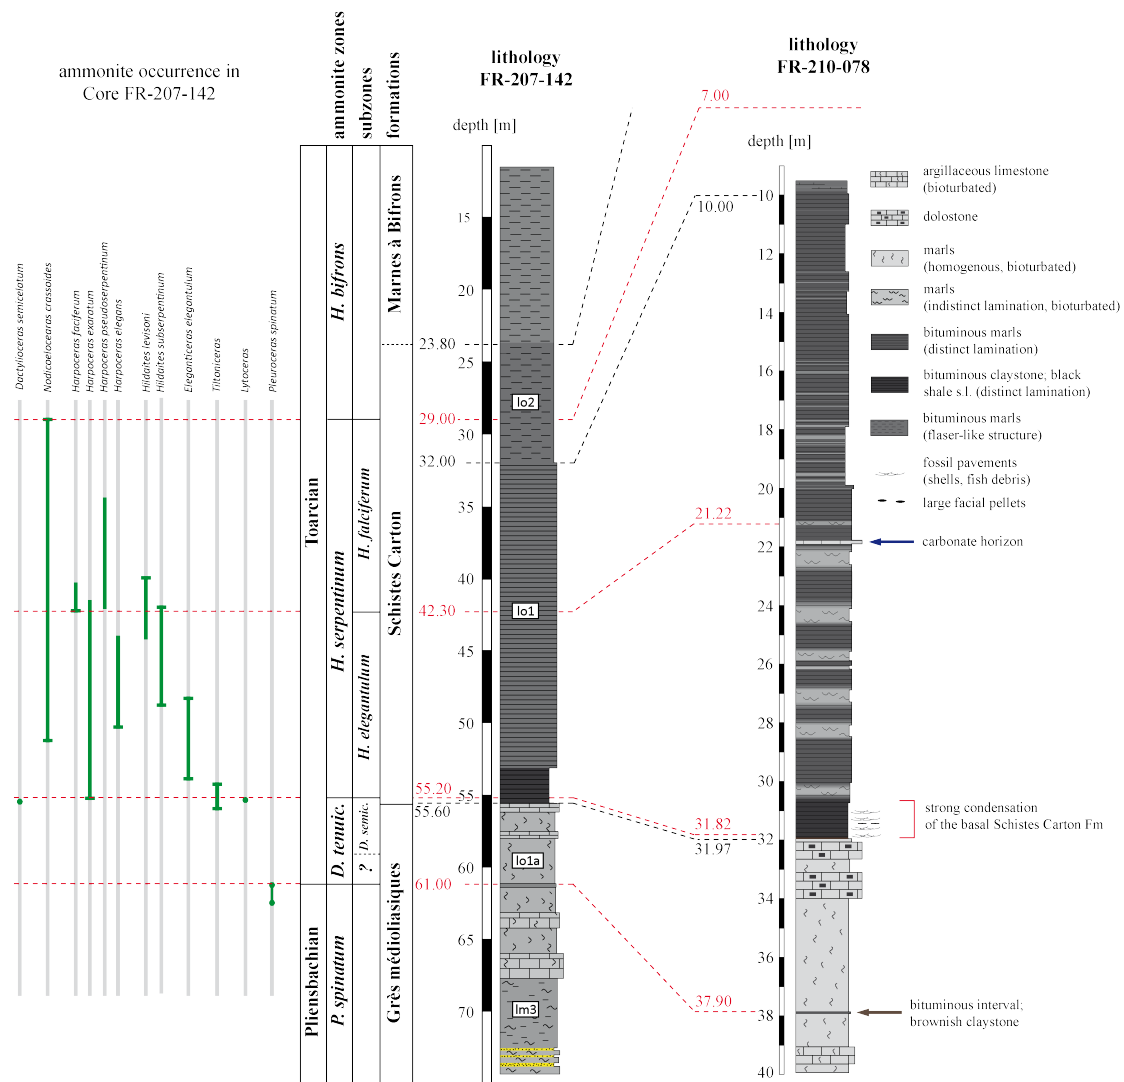 ammonite occurrence in
Core FR-207-142
ammonite zones
subzones
formations
lithology
FR-207-142
lithology
FR-210-078
depth [m]
depth [m]
Dactylioceras semicelatum
Nodicoelocearas crassoides
Harpoceras faciferum
Harpoceras exaratum
Harpoceras pseudoserpentinum
Harpoceras elegans
Hildaites levisoni
Hildaites subserpentinum
Eleganticeras elegantulum
Tiltoniceras
Lytoceras
Pleuroceras spinatum
Toarcian
Pliensbachian
H. bifrons
H. serpentinum
D. tenuic.
P. spinatum
H. falciferum
H. elegantulum
D. semic.
?
Marnes à Bifrons
Schistes Carton
Grès médioliasiques
23.80
29.00
32.00
42.30
55.20
55.60
61.00
15
20
25
30
35
40
45
50
55
60
65
70
lo2
lo1
lo1a
lm3
7.00
10.00
21.22
31.82
31.97
37.90
10
12
14
16
18
20
22
24
26
28
30
32
34
36
38
40
argillaceous limestone
(bioturbated)
dolostone
marls
(homogenous, bioturbated)
marls
(indistinct lamination, bioturbated)
bituminous marls
(distinct lamination)
bituminous claystone, black
shale s.l. (distinct lamination)
bituminous marls
(flaser-like structure)
fossil pavements
(shells, fish debris)
large facial pellets
carbonate horizon
strong condensation
of the basal Schistes Carton Fm
bituminous interval;
brownish claystone